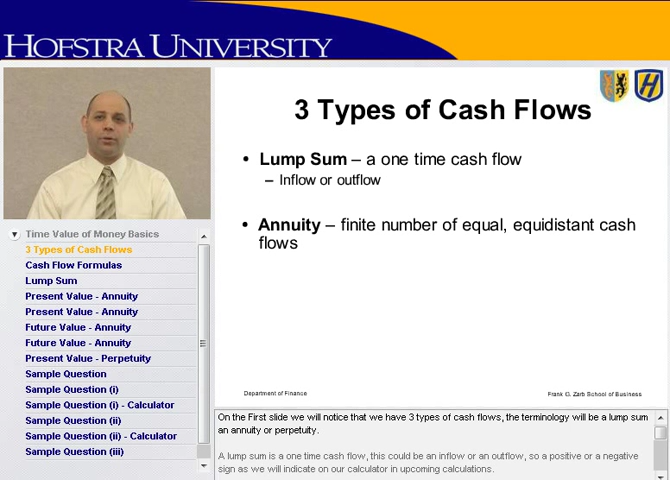 HOFSTRA UNIVERSITY
H
3 Types of Cash Flows
• Lump Sum – a one time cash flow
– Inflow or outflow
• Annuity – finite number of equal, equidistant cash
flows
Department of Finance
Frank G. Zarb School of Business
Time Value of Money Basics
3 Types of Cash Flows
Cash Flow Formulas
Lump Sum
Present Value - Annuity
Present Value - Annuity
Future Value - Annuity
Future Value - Annuity
Present Value - Perpetuity
Sample Question
Sample Question (i)
Sample Question (i) - Calculator
Sample Question (ii)
Sample Question (ii) - Calculator
Sample Question (iii)
On the First slide we will notice that we have 3 types of cash flows, the terminology will be a lump sum
an annuity or perpetuity.
A lump sum is a one time cash flow, this could be an inflow or an outflow, so a positive or a negative
sign as we will indicate on our calculator in upcoming calculations.